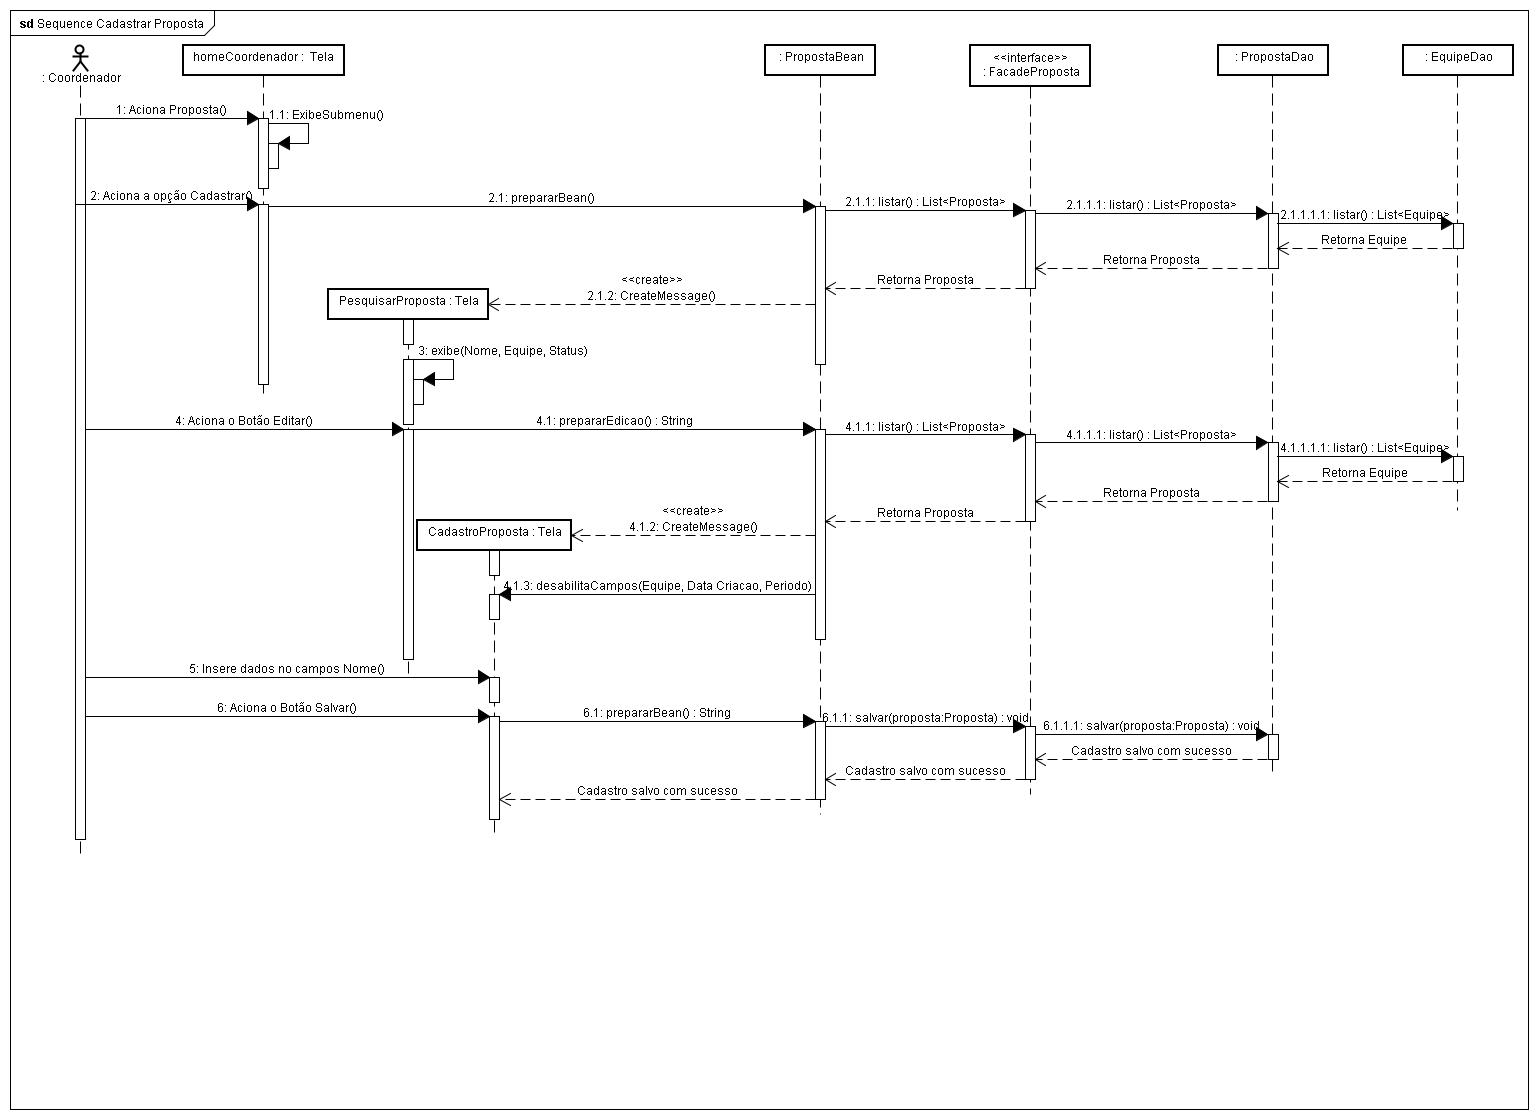 sd Sequence Cadastrar Proposta
: Coordenador
homeCoordenador : Tela
: PropostaBean
<<interface>>
: FacadeProposta
: PropostaDao
: EquipeDao
1: Aciona Proposta()
1.1: ExibeSubmenu()
2: Aciona a opção Cadastrar()
2.1: prepararBean()
2.1.1: listar() : List<Proposta>
2.1.1.1: listar() : List<Proposta>
2.1.1.1.1: listar() : List<Equipe>
Retorna Equipe
Retorna Proposta
Retorna Proposta
<<create>>
2.1.2: CreateMessage()
PesquisarProposta : Tela
3: exibe(Nome, Equipe, Status)
4: Aciona o Botão Editar()
4.1: prepararEdicao() : String
4.1.1: listar() : List<Proposta>
4.1.1.1: listar() : List<Proposta>
4.1.1.1.1: listar() : List<Equipe>
Retorna Equipe
Retorna Proposta
Retorna Proposta
<<create>>
4.1.2: CreateMessage()
CadastroProposta : Tela
4.1.3: desabilitaCampos(Equipe, Data Criacao, Periodo)
5: Insere dados no campos Nome()
6: Aciona o Botão Salvar()
6.1: prepararBean() : String
6.1.1: salvar(proposta:Proposta) : void
6.1.1.1: salvar(proposta:Proposta) : void
Cadastro salvo com sucesso
Cadastro salvo com sucesso
Cadastro salvo com sucesso